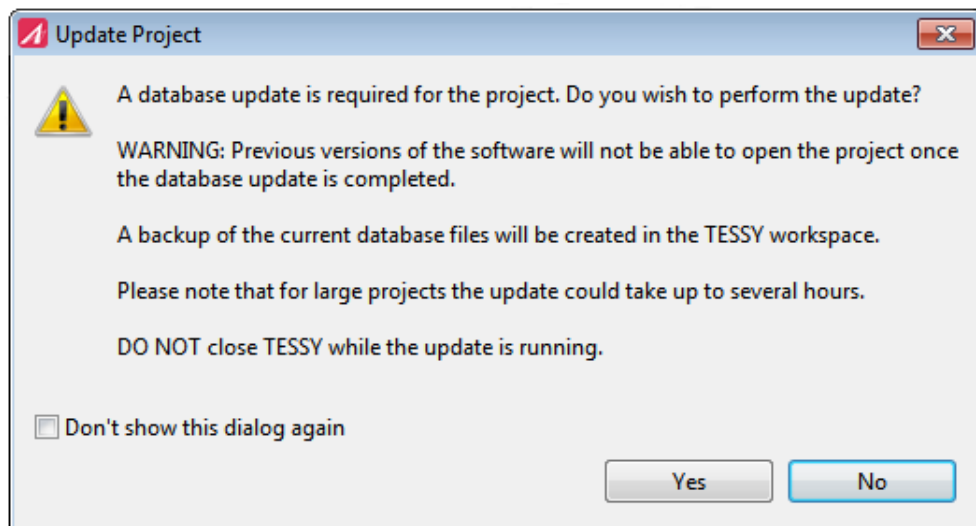 Update Project
A database update is required for the project. Do you wish to perform the update?
WARNING: Previous versions of the software will not be able to open the project once
the database update is completed.
A backup of the current database files will be created in the TESSY workspace.
Please note that for large projects the update could take up to several hours.
DO NOT close TESSY while the update is running.
Don't show this dialog again
Yes
No